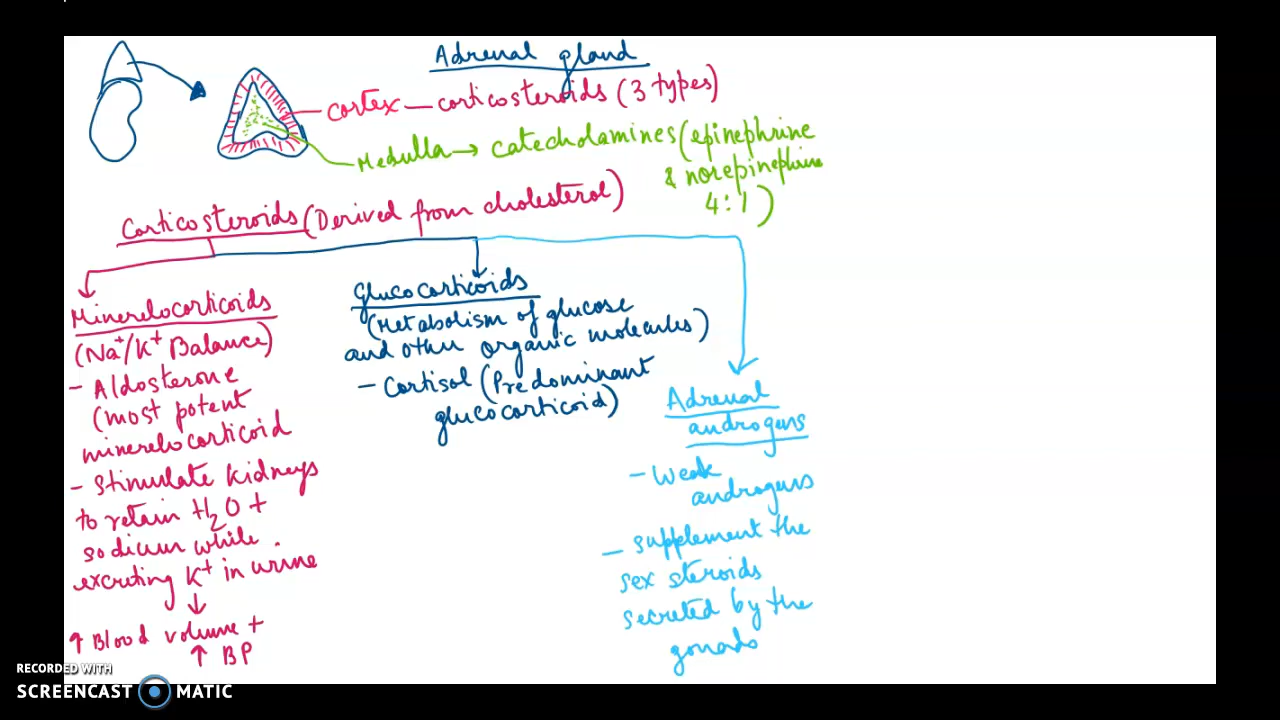 Adrenal gland
cortex — corticosteroids (3 types)
Medulla → catecholamines (epinephrine
& norepinephrine
4:1)
Corticosteroids (Derived from cholesterol)
Minerelocorticoids
(Na⁺/K⁺ Balance)
- Aldosterone
(most potent
minerelocorticoid
- Stimulate kidneys
to retain H₂O +
sodium while
excreting K⁺ in urine
↓
↑ Blood volume +
↑ BP
Glucocorticoids
(Metabolism of glucose
and other organic molecules)
- Cortisol (Predominant
glucocorticoid)
Adrenal
androgens
- Weak
androgens
- supplement the
sex steroids
secreted by the
gonads
RECORDED WITH
SCREENCAST MATIC